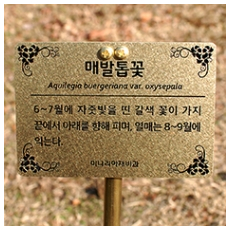 매발톱꽃
Aquilegia buergeriana var. oxysepala
6~7월에 자줏빛을 띤 갈색 꽃이 가지
끝에서 아래를 향해 피며, 열매는 8~9월에
익는다.
미나리아재비과